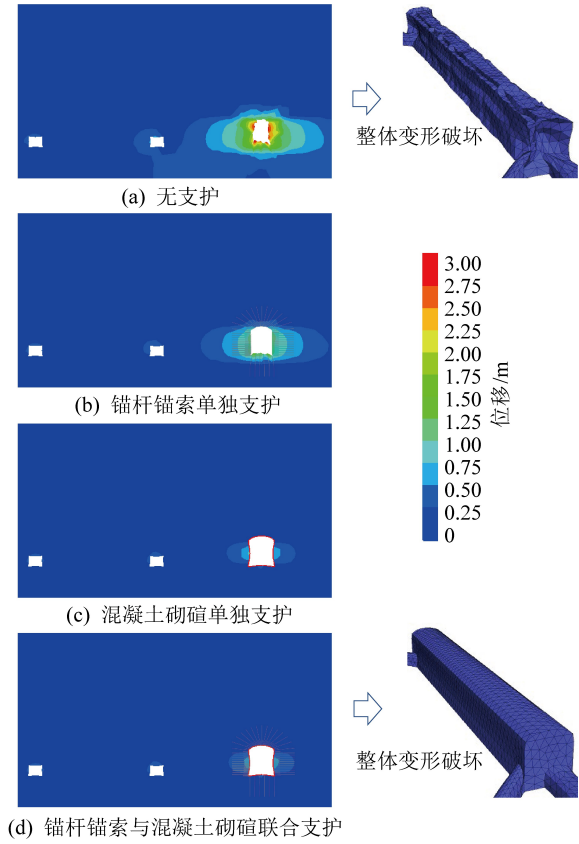 整体变形破坏
(a) 无支护
(b) 锚杆锚索单独支护
3.00
2.75
2.50
2.25
2.00
1.75
1.50
1.25
1.00
0.75
0.50
0.25
0
位移/m
(c) 混凝土砌碹单独支护
整体变形破坏
(d) 锚杆锚索与混凝土砌碹联合支护